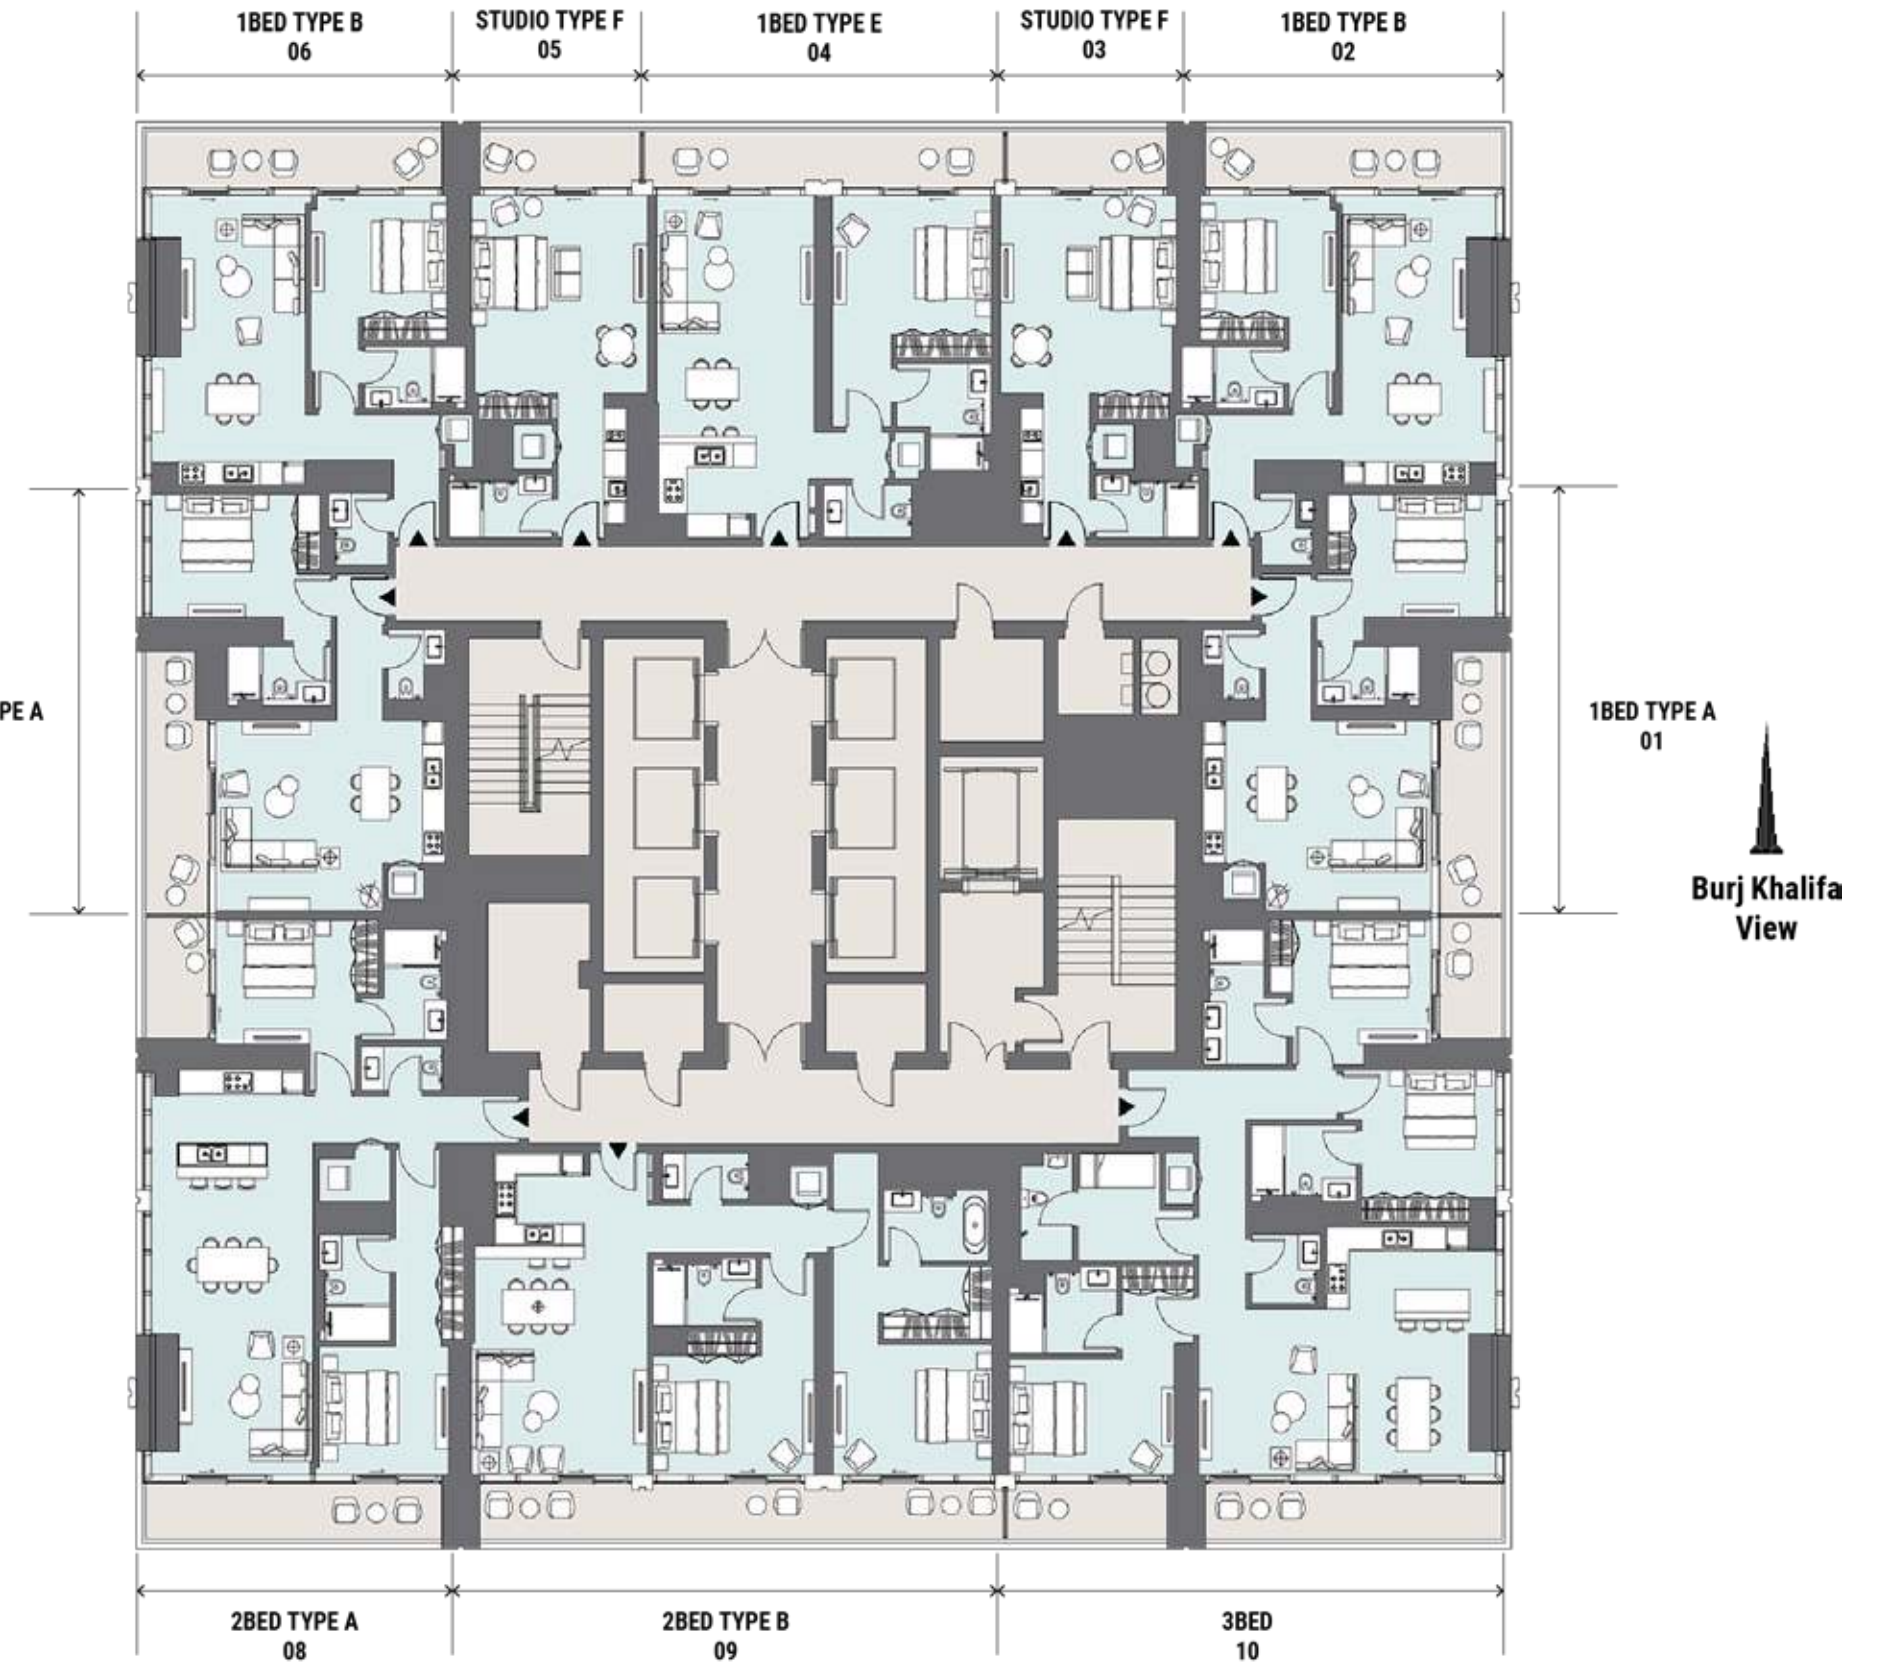 1BED TYPE B
06
STUDIO TYPE F
05
1BED TYPE E
04
STUDIO TYPE F
03
1BED TYPE B
02
PE A
1BED TYPE A
01
Burj Khalifa
View
2BED TYPE A
08
2BED TYPE B
09
3BED
10